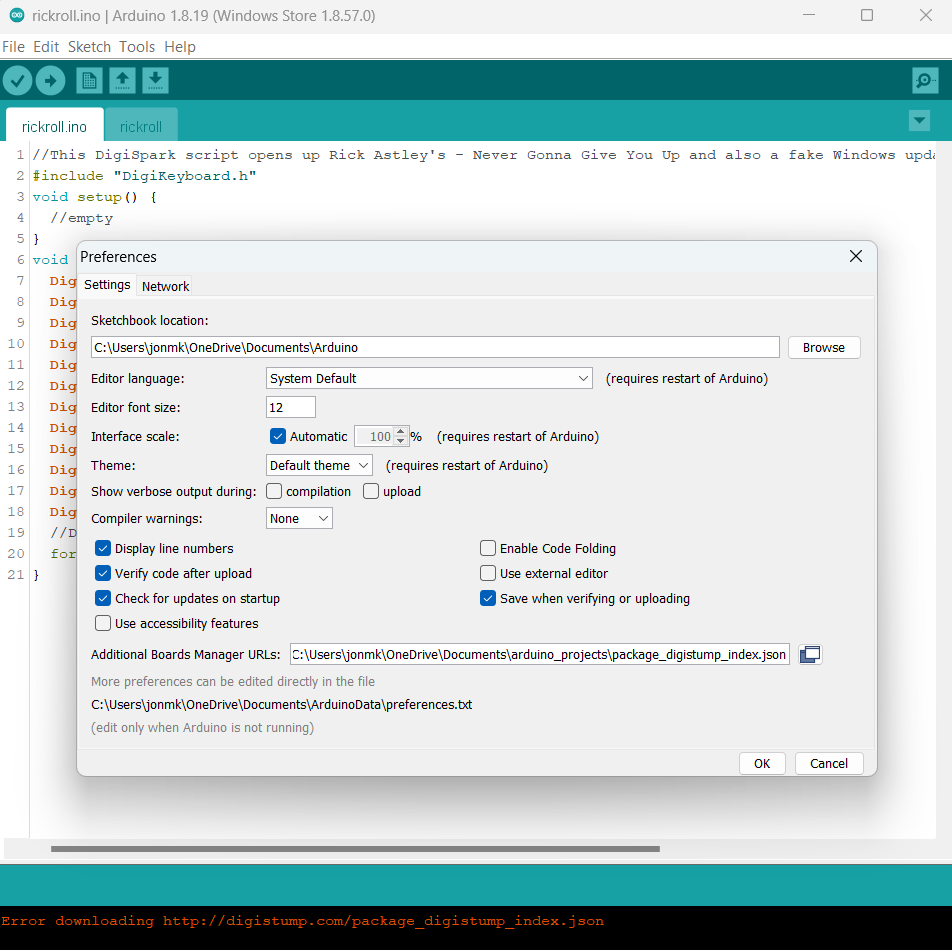 rickroll.ino | Arduino 1.8.19 (Windows Store 1.8.57.0)
File Edit Sketch Tools Help
rickroll.ino rickroll
1 //This DigiSpark script opens up Rick Astley's - Never Gonna Give You Up and also a fake Windows upda
2 #include "DigiKeyboard.h"
3 void setup() {
4 //empty
5 }
6 void
7 Dig
8 Dig
9 Dig
10 Dig
11 Dig
12 Dig
13 Dig
14 Dig
15 Dig
16 Dig
17 Dig
18 Dig
19 //D
20 for
21 }
Preferences
Settings Network
Sketchbook location:
C:\Users\jonmk\OneDrive\Documents\Arduino Browse
Editor language: System Default (requires restart of Arduino)
Editor font size: 12
Interface scale: Automatic 100 % (requires restart of Arduino)
Theme: Default theme (requires restart of Arduino)
Show verbose output during: compilation upload
Compiler warnings: None
Display line numbers Enable Code Folding
Verify code after upload Use external editor
Check for updates on startup Save when verifying or uploading
Use accessibility features
Additional Boards Manager URLs: C:\Users\jonmk\OneDrive\Documents\arduino_projects\package_digistump_index.json
More preferences can be edited directly in the file
C:\Users\jonmk\OneDrive\Documents\ArduinoData\preferences.txt
(edit only when Arduino is not running)
OK Cancel
Error downloading http://digistump.com/package_digistump_index.json